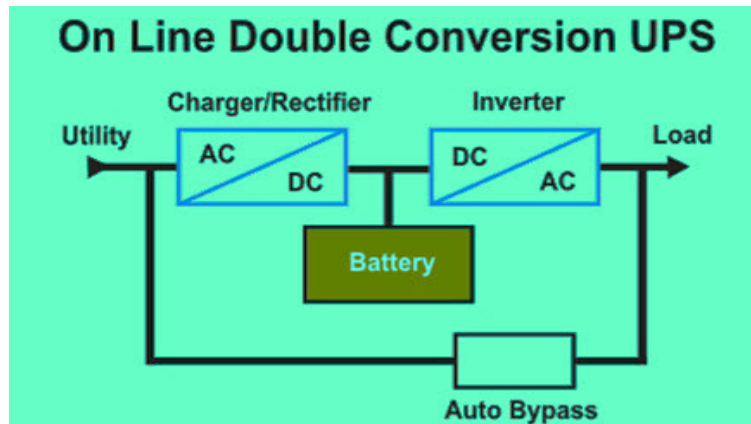 On Line Double Conversion UPS
Charger/Rectifier
Inverter
Utility
Load
AC
DC
DC
AC
Battery
Auto Bypass